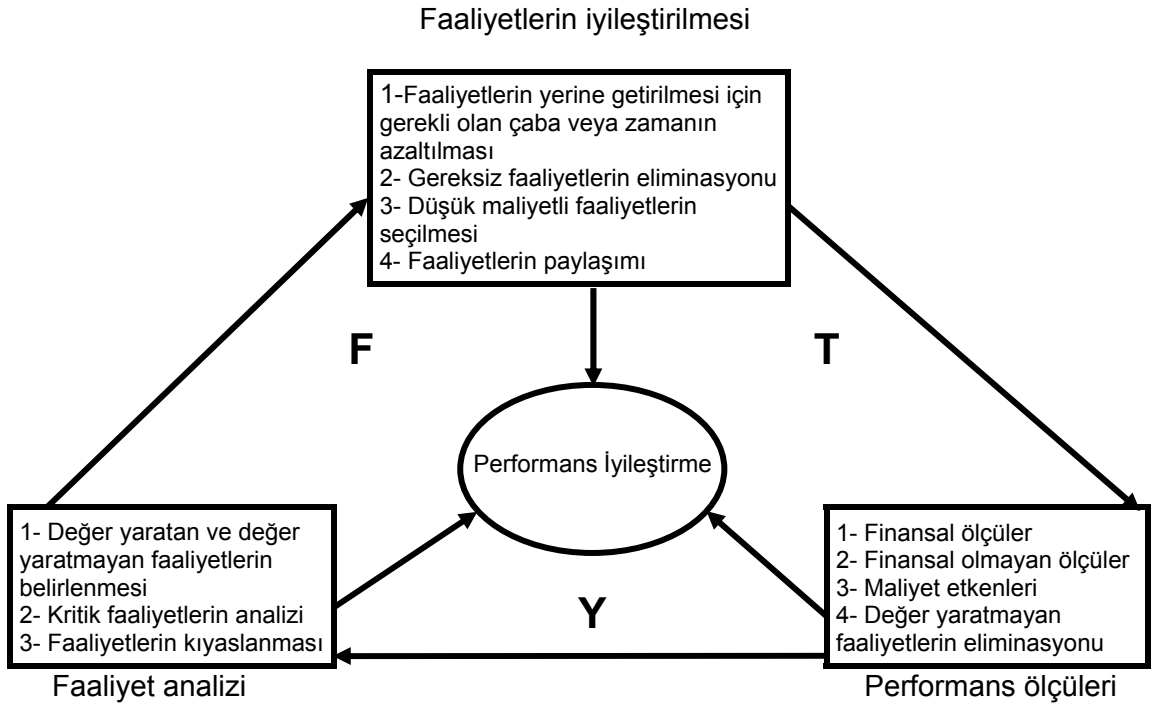 Faaliyetlerin iyileştirilmesi
1-Faaliyetlerin yerine getirilmesi için
gerekli olan çaba veya zamanın
azaltılması
2- Gereksiz faaliyetlerin eliminasyonu
3- Düşük maliyetli faaliyetlerin
seçilmesi
4- Faaliyetlerin paylaşımı
F
T
Performans İyileştirme
1- Değer yaratan ve değer
yaratmayan faaliyetlerin
belirlenmesi
2- Kritik faaliyetlerin analizi
3- Faaliyetlerin kıyaslanması
Y
1- Finansal ölçüler
2- Finansal olmayan ölçüler
3- Maliyet etkenleri
4- Değer yaratmayan
faaliyetlerin eliminasyonu
Faaliyet analizi
Performans ölçüleri